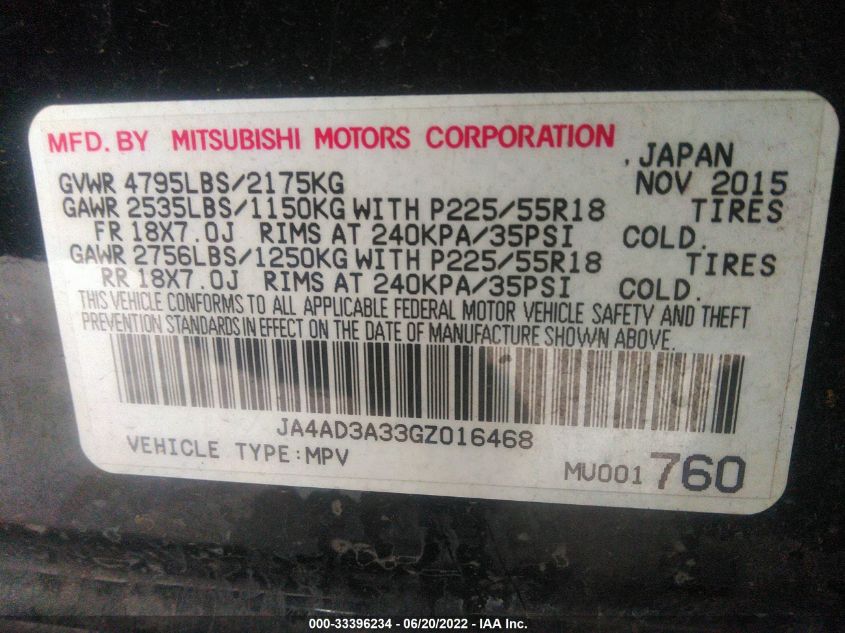 MFD. BY MITSUBISHI MOTORS CORPORATION , JAPAN
GVWR 4795LBS/2175KG NOV 2015
GAWR 2535LBS/1150KG WITH P225/55R18 TIRES
FR 18X7.0J RIMS AT 240KPA/35PSI COLD.
GAWR 2756LBS/1250KG WITH P225/55R18 TIRES
RR 18X7.0J RIMS AT 240KPA/35PSI COLD.
THIS VEHICLE CONFORMS TO ALL APPLICABLE FEDERAL MOTOR VEHICLE SAFETY AND THEFT
PREVENTION STANDARDS IN EFFECT ON THE DATE OF MANUFACTURE SHOWN ABOVE.
JA4AD3A33GZ016468
VEHICLE TYPE:MPV MU001 760
000-33396234 - 06/20/2022 - IAA Inc.